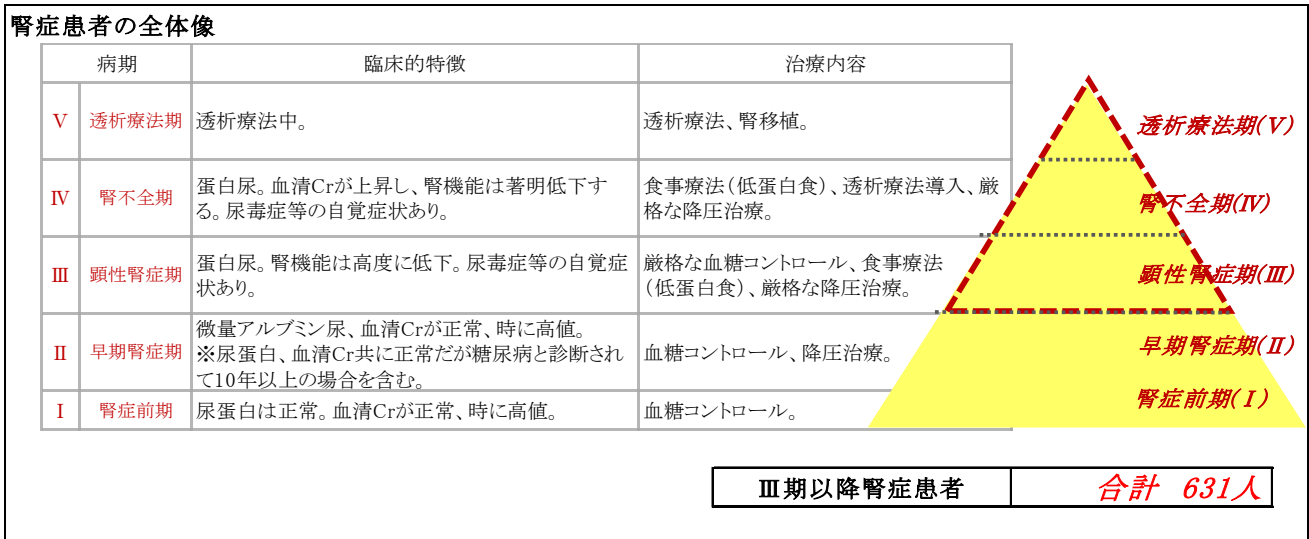 腎症患者の全体像
病期 臨床的特徴 治療内容
Ⅴ 透析療法期 透析療法中。 透析療法、腎移植。
Ⅳ 腎不全期 蛋白尿。血清Crが上昇し、腎機能は著明低下す
る。尿毒症等の自覚症状あり。
食事療法(低蛋白食)、透析療法導入、厳
格な降圧治療。
Ⅲ 顕性腎症期 蛋白尿。腎機能は高度に低下。尿毒症等の自覚症
状あり。
厳格な血糖コントロール、食事療法
(低蛋白食)、厳格な降圧治療。
Ⅱ 早期腎症期 微量アルブミン尿、血清Crが正常、時に高値。
※尿蛋白、血清Cr共に正常だが糖尿病と診断され
て10年以上の場合を含む。
血糖コントロール、降圧治療。
Ⅰ 腎症前期 尿蛋白は正常。血清Crが正常、時に高値。 血糖コントロール。
透析療法期(Ⅴ)
腎不全期(Ⅳ)
顕性腎症期(Ⅲ)
早期腎症期(Ⅱ)
腎症前期(Ⅰ)
Ⅲ期以降腎症患者 合計 631人